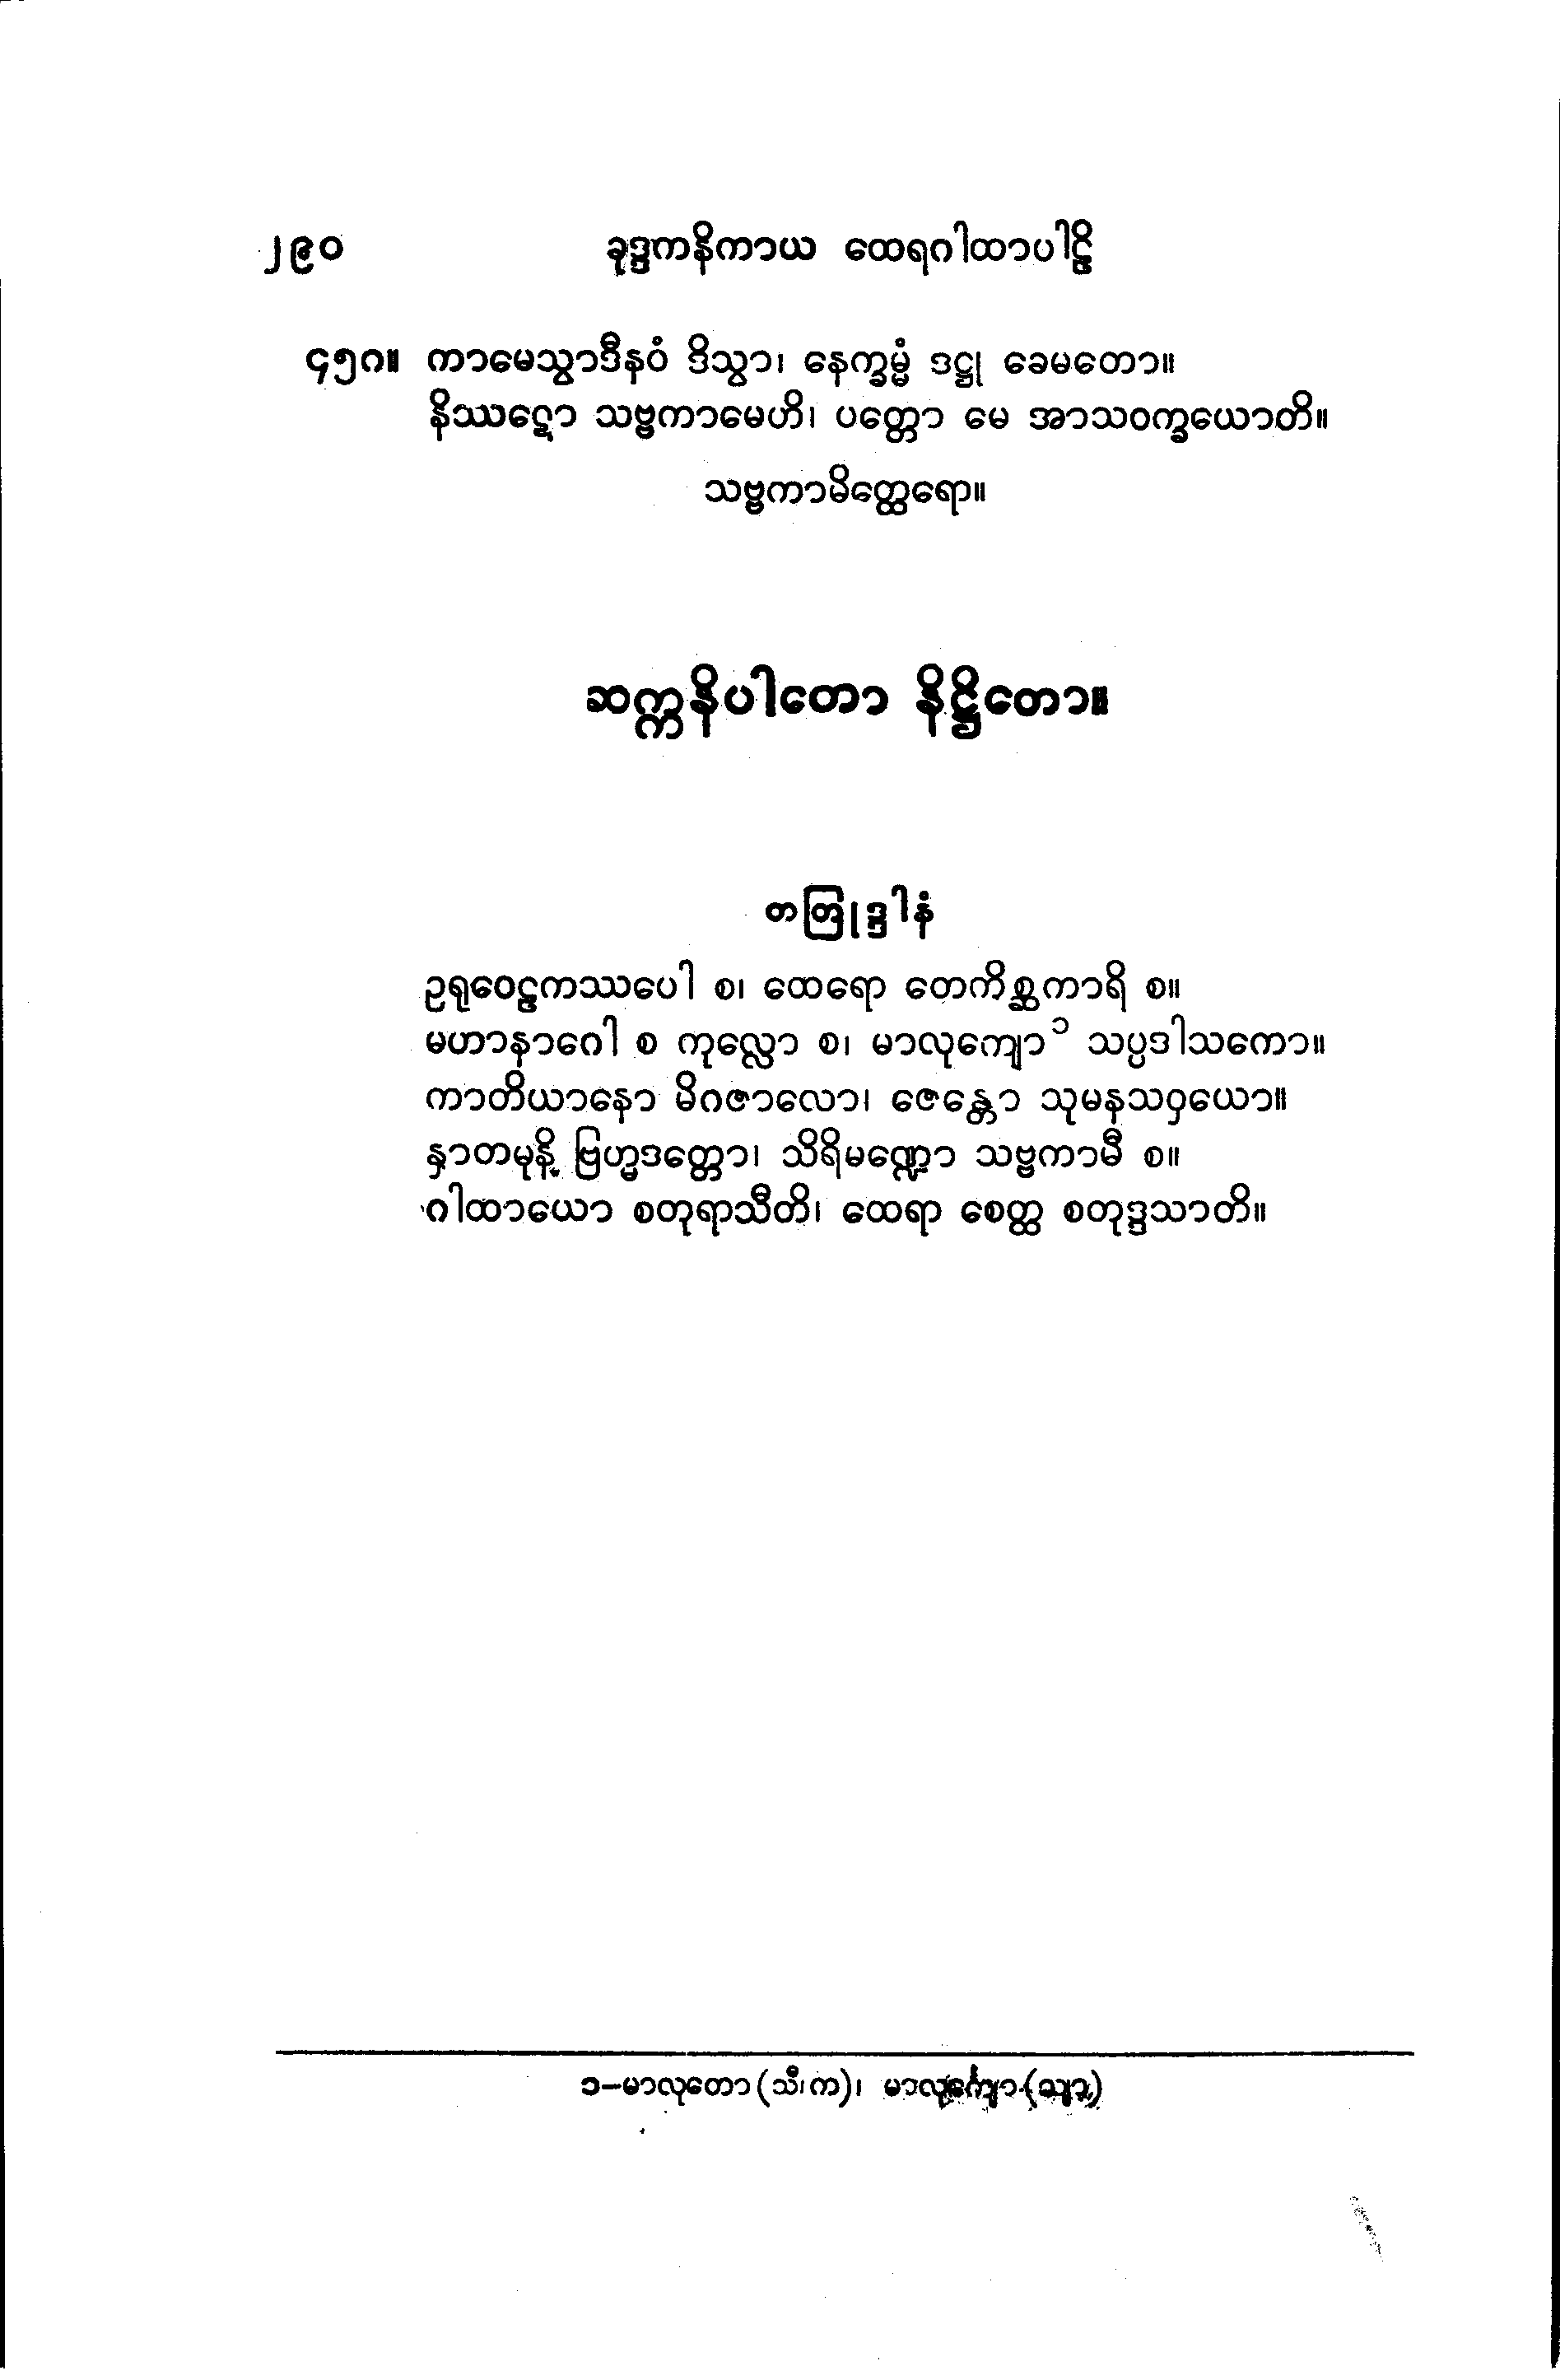 ၂၉၀ ခုဒ္ဒကနိကာယ ထေရဂါထာပါဠိ
၄၅၈။ ကာမေသွာဒီနဝံ ဒိသွာ၊ နေက္ခမ္မံ ဒဋ္ဌု ခေမတော။
နိဿဋော သဗ္ဗကာမေဟိ၊ ပတ္တော မေ အာသဝက္ခယောတိ။
သဗ္ဗကာမိတ္ထေရော။
ဆက္ကနိပါတော နိဋ္ဌိတော။
တတြုဒ္ဒါနံ
ဥရုဝေဠကဿပေါ စ၊ ထေရော တေကိစ္ဆကာရိ စ။
မဟာနာဂေါ စ ကုလ္လော စ၊ မာလုကျော၁ သပ္ပဒါသကော။
ကာတိယာနော မိဂဇာလော၊ ဇေန္တော သုမနသဝှယော။
နှာတမုနိ ဗြဟ္မဒတ္တော၊ သိရိမဏ္ဍော သဗ္ဗကာမီ စ။
ဂါထာယော စတုရာသီတိ၊ ထေရာ စေတ္ထ စတုဒ္ဒသာတိ။
၁–မာလုတော (သီ၊ က)၊ မာလုင်္ကျော (သျာ)